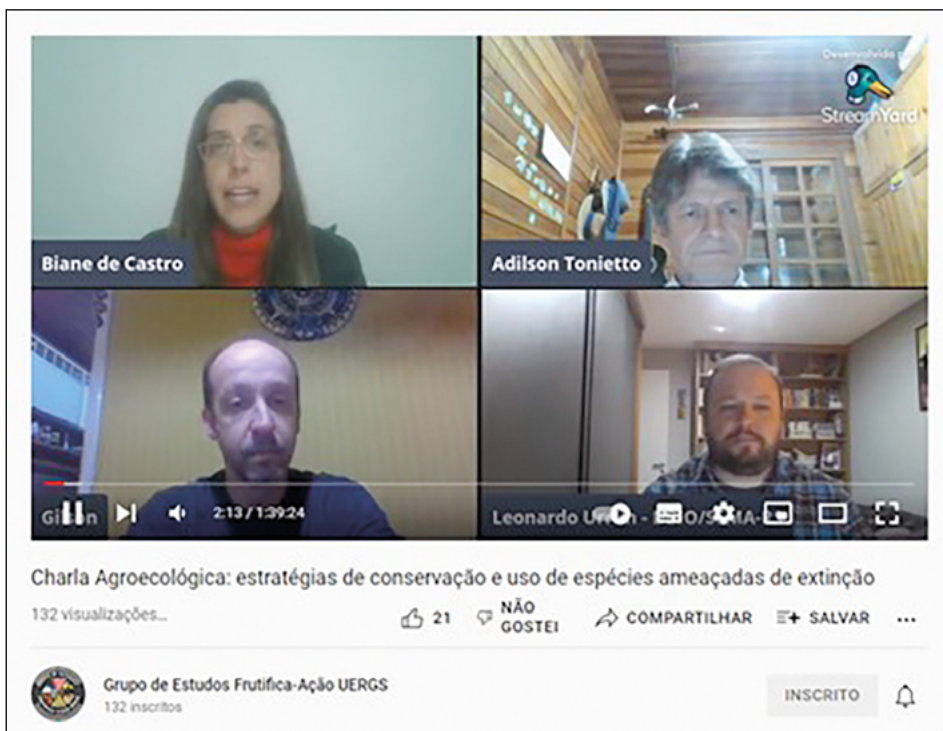 Desenvolvido
StreamYard
Biane de Castro
Adilson Tonietto
2:13 / 1:39:24
Leonardo
Charla Agroecológica: estratégias de conservação e uso de espécies ameaçadas de extinção
132 visualizações...
21
NÃO GOSTEI
COMPARTILHAR
SALVAR
Grupo de Estudos Frutifica-Ação UERGS
132 inscritos
INSCRITO